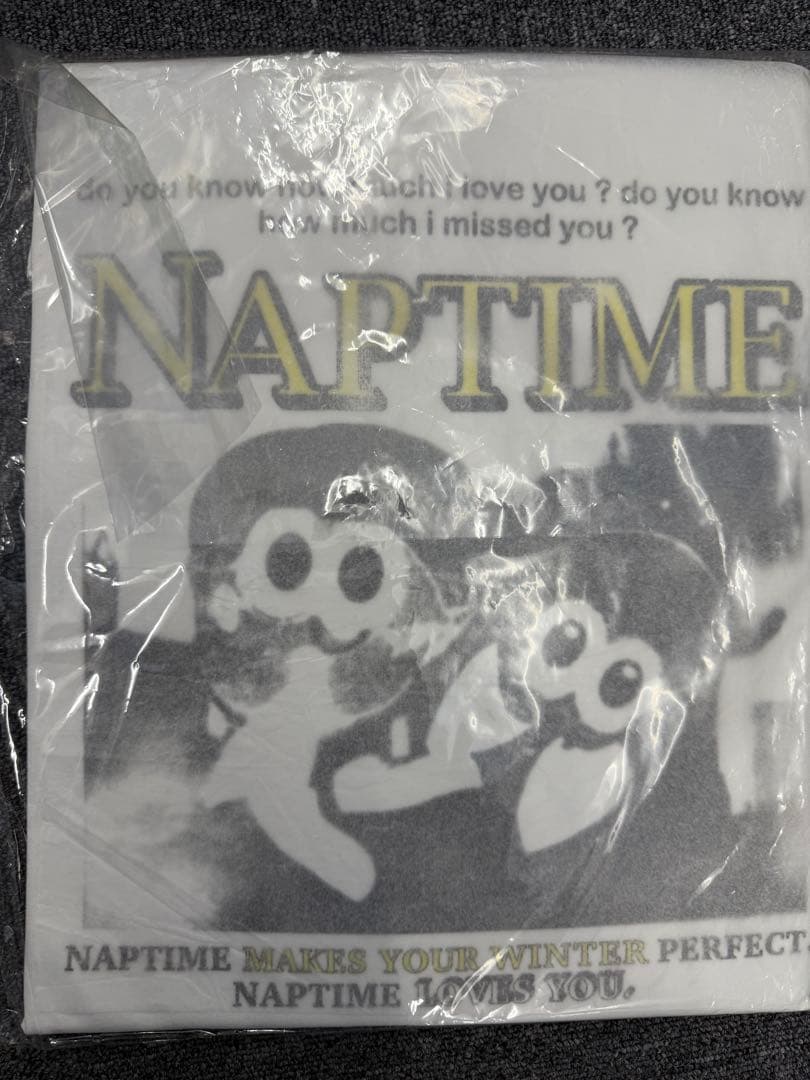 do you know how much i love you ? do you know
how much i missed you ?
NAPTIME
NAPTIME MAKES YOUR WINTER PERFECT.
NAPTIME LOVES YOU.